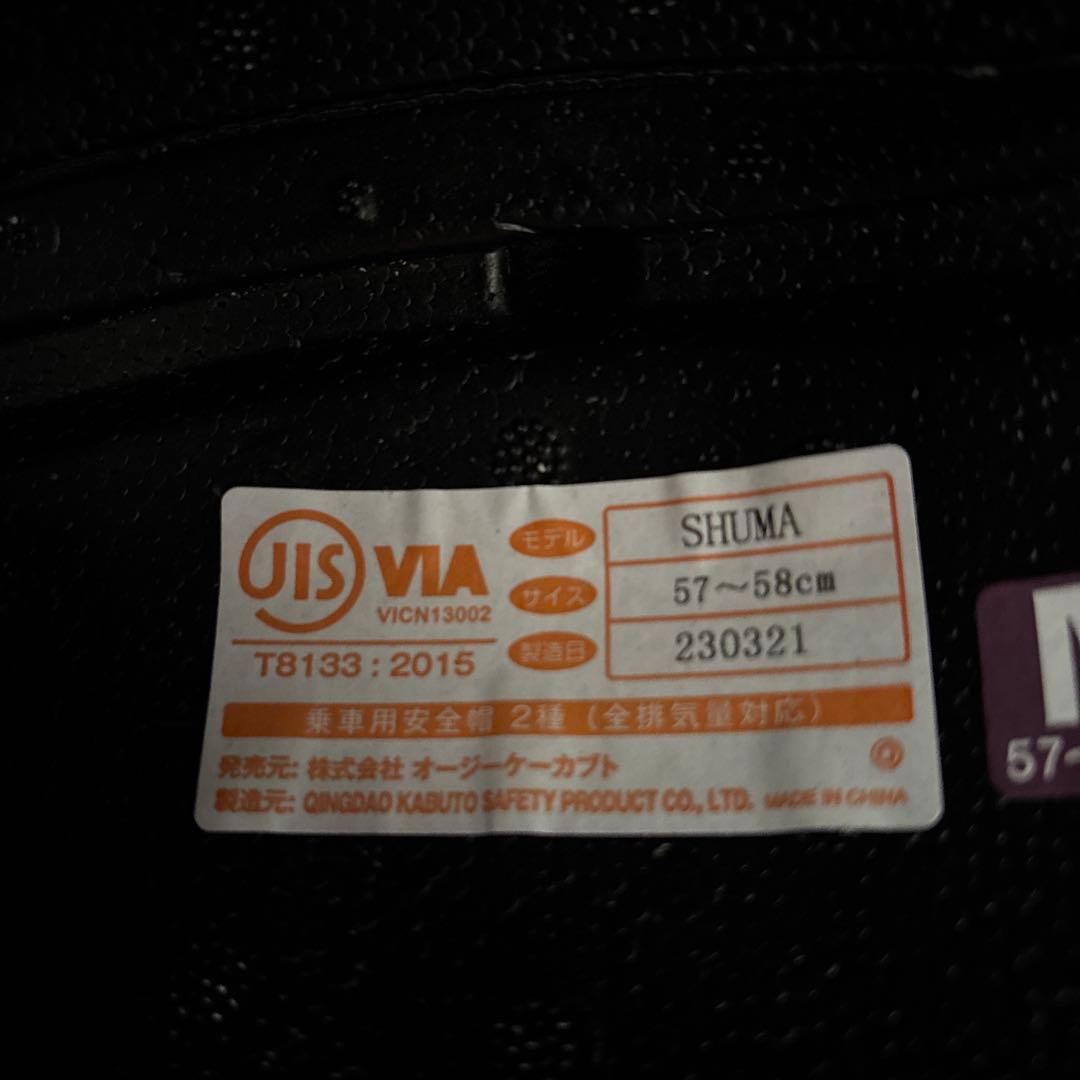 JIS VIA
VICN13002
T8133 : 2015
モデル SHUMA
サイズ 57～58cm
製造日 230321
乗車用安全帽 2種（全排気量対応）
発売元: 株式会社 オージーケーカブト
製造元: QINGDAO KABUTO SAFETY PRODUCT CO., LTD. MADE IN CHINA
57-